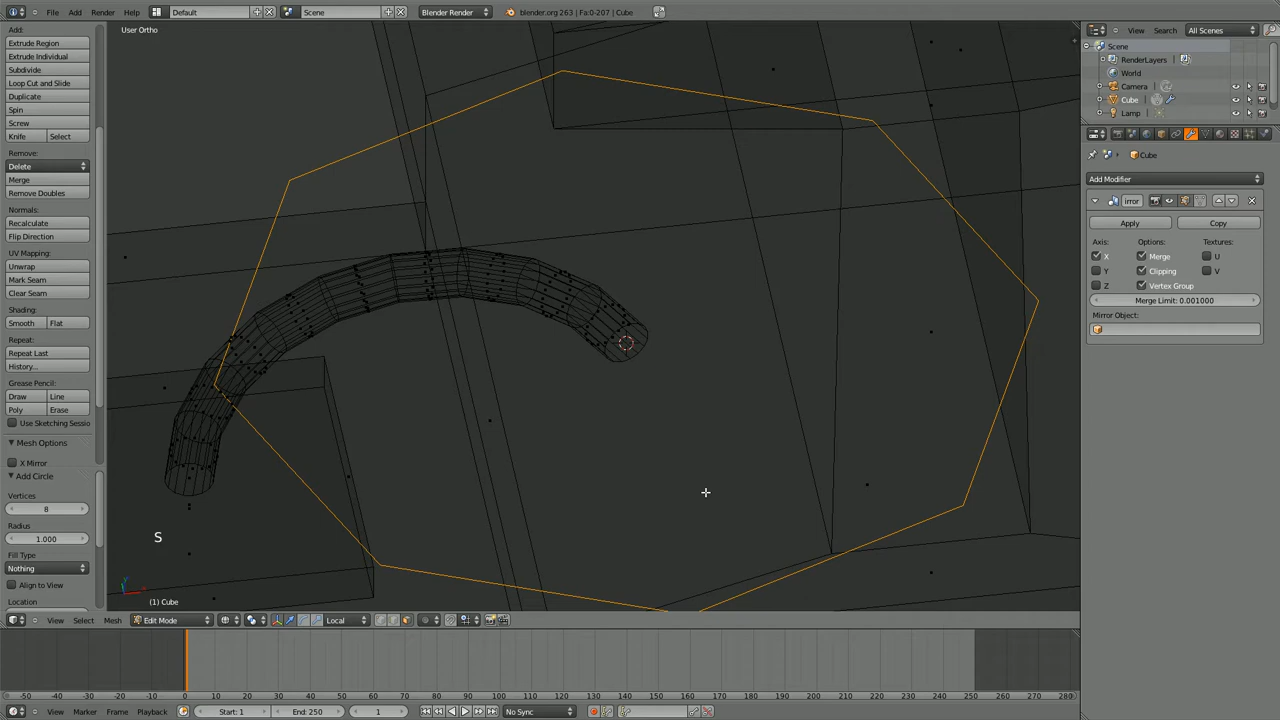 File Add Render Help Default Scene Blender Render blender.org 263 | Fa:0-207 | Cube
View Search All Scenes
Add:
Extrude Region
Extrude Individual
Subdivide
Loop Cut and Slide
Duplicate
Spin
Screw
Knife Select
Remove:
Delete
Merge
Remove Doubles
Normals:
Recalculate
Flip Direction
UV Mapping:
Unwrap
Mark Seam
Clear Seam
Shading:
Smooth Flat
Repeat:
Repeat Last
History...
Grease Pencil:
Draw Line
Poly Erase
Use Sketching Sessio
Mesh Options
X Mirror
Add Circle
Vertices
8
Radius
1.000
Fill Type
Nothing
Align to View
Location
User Ortho
S
(1) Cube
View Select Mesh Edit Mode Local
-50 -40 -30 -20 -10 0 10 20 30 40 50 60 70 80 90 100 110 120 130 140 150 160 170 180 190 200 210 220 230 240 250 260 270 280
View Marker Frame Playback Start: 1 End: 250 1 No Sync
Scene
RenderLayers
World
Camera
Cube
Lamp
Cube
Add Modifier
irror
Apply Copy
Axis: Options: Textures:
X Merge U
Y Clipping V
Z Vertex Group
Merge Limit: 0.001000
Mirror Object: